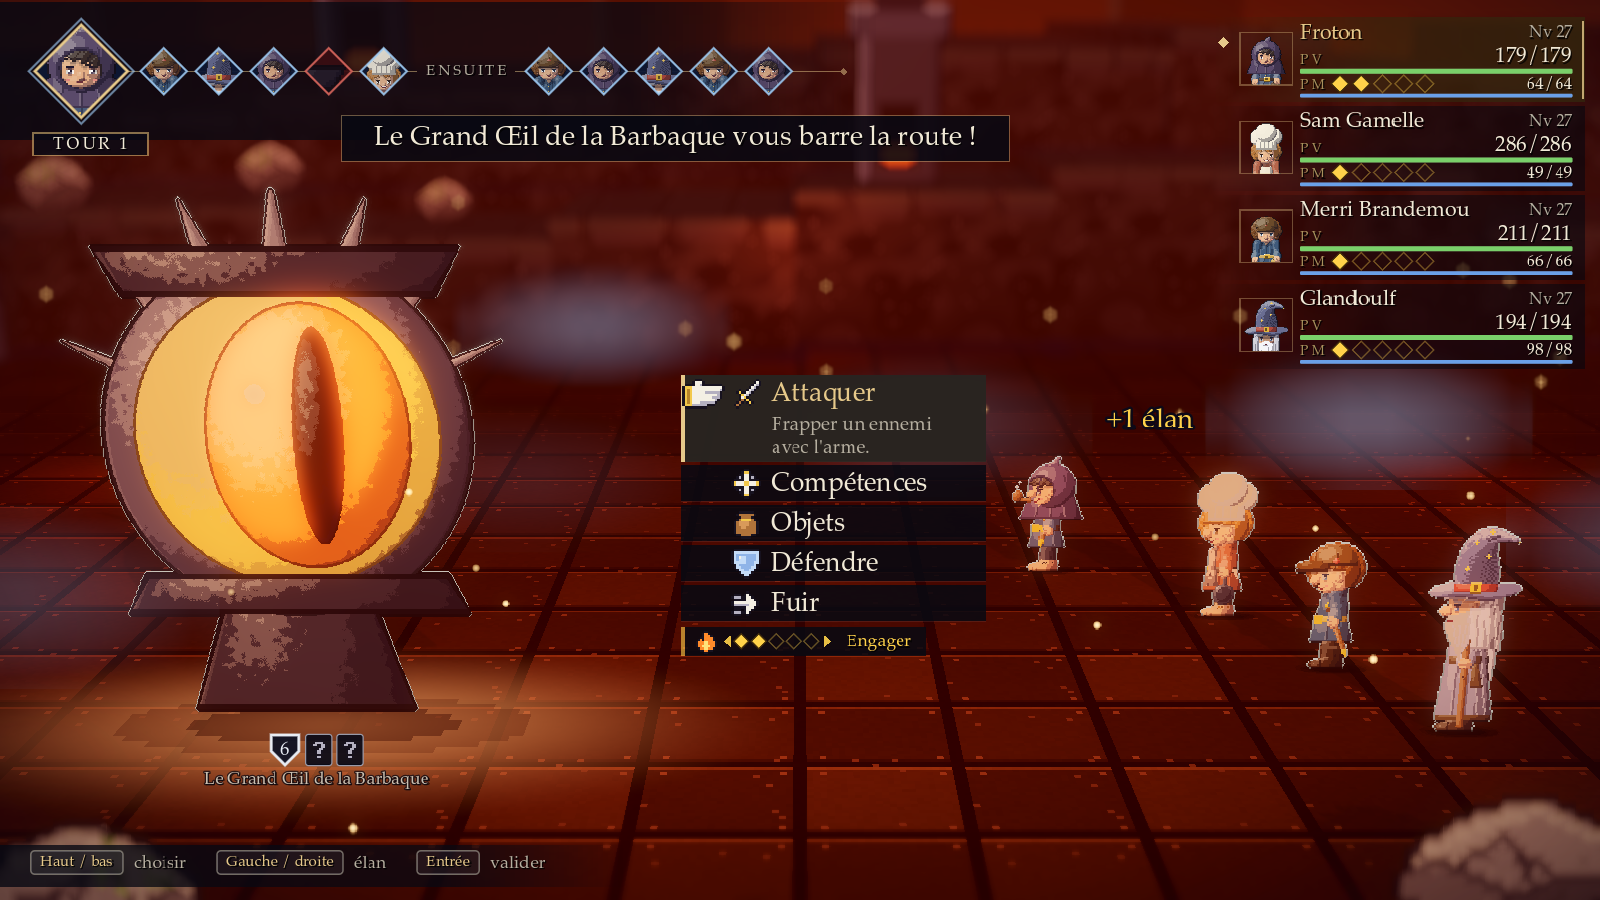 ENSUITE
TOUR 1
Le Grand Œil de la Barbaque vous barre la route !
Froton Nv 27
PV 179/179
PM 64/64
Sam Gamelle Nv 27
PV 286/286
PM 49/49
Merri Brandemou Nv 27
PV 211/211
PM 66/66
Glandoulf Nv 27
PV 194/194
PM 98/98
+1 élan
Attaquer
Frapper un ennemi
avec l'arme.
Compétences
Objets
Défendre
Fuir
Engager
6 ? ?
Le Grand Œil de la Barbaque
Haut / bas choisir Gauche / droite élan Entrée valider